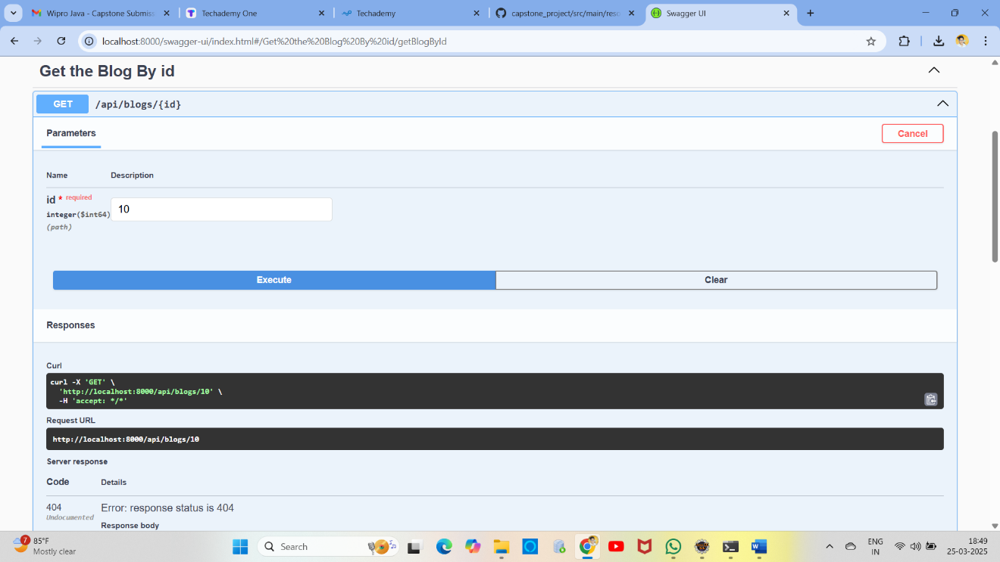 Wipro Java - Capstone Submiss
Techademy One
Techademy
capstone_project/src/main/reso
Swagger UI
localhost:8000/swagger-ui/index.html#/Get%20the%20Blog%20By%20id/getBlogById
Get the Blog By id
GET /api/blogs/{id}
Parameters
Cancel
Name Description
id * required
integer($int64)
(path)
10
Execute Clear
Responses
Curl
curl -X 'GET' \
'http://localhost:8000/api/blogs/10' \
-H 'accept: */*'
Request URL
http://localhost:8000/api/blogs/10
Server response
Code Details
404 Error: response status is 404
Undocumented
Response body
7
85°F
Mostly clear
Search
ENG
IN
18:49
25-03-2025